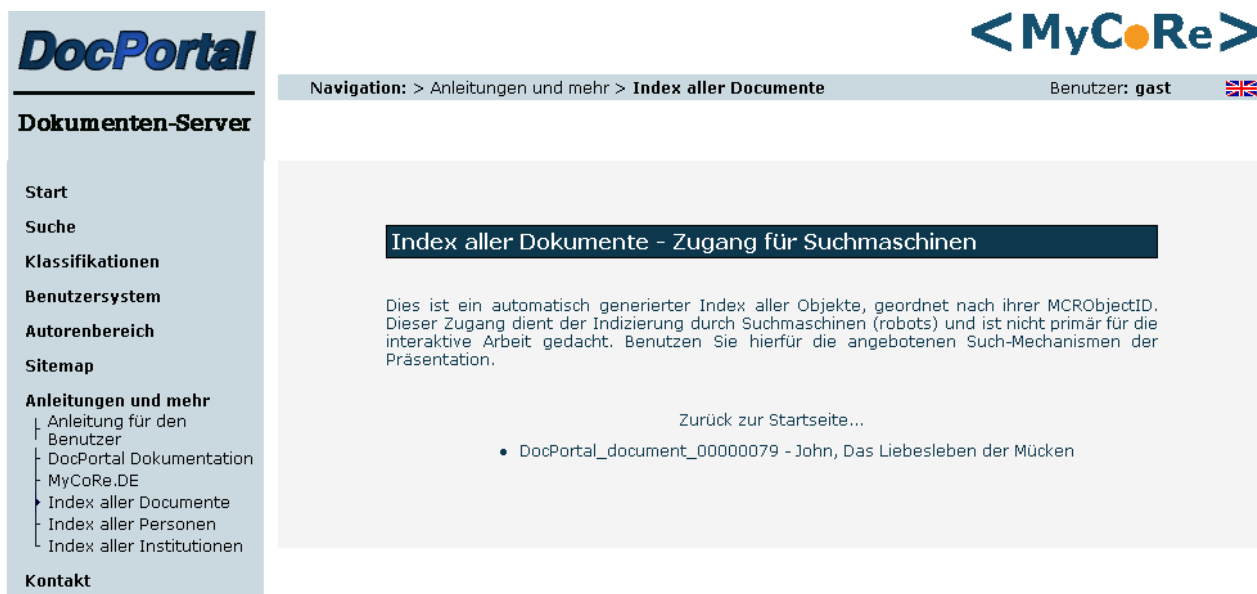 DocPortal
Dokumenten-Server
<MyCoRe>
Navigation: > Anleitungen und mehr > Index aller Documente
Benutzer: gast
Start
Suche
Klassifikationen
Benutzersystem
Autorenbereich
Sitemap
Anleitungen und mehr
Anleitung für den
Benutzer
DocPortal Dokumentation
MyCoRe.DE
Index aller Documente
Index aller Personen
Index aller Institutionen
Kontakt
Index aller Dokumente - Zugang für Suchmaschinen
Dies ist ein automatisch generierter Index aller Objekte, geordnet nach ihrer MCRObjectID.
Dieser Zugang dient der Indizierung durch Suchmaschinen (robots) und ist nicht primär für die
interaktive Arbeit gedacht. Benutzen Sie hierfür die angebotenen Such-Mechanismen der
Präsentation.
Zurück zur Startseite...
• DocPortal_document_00000079 - John, Das Liebesleben der Mücken